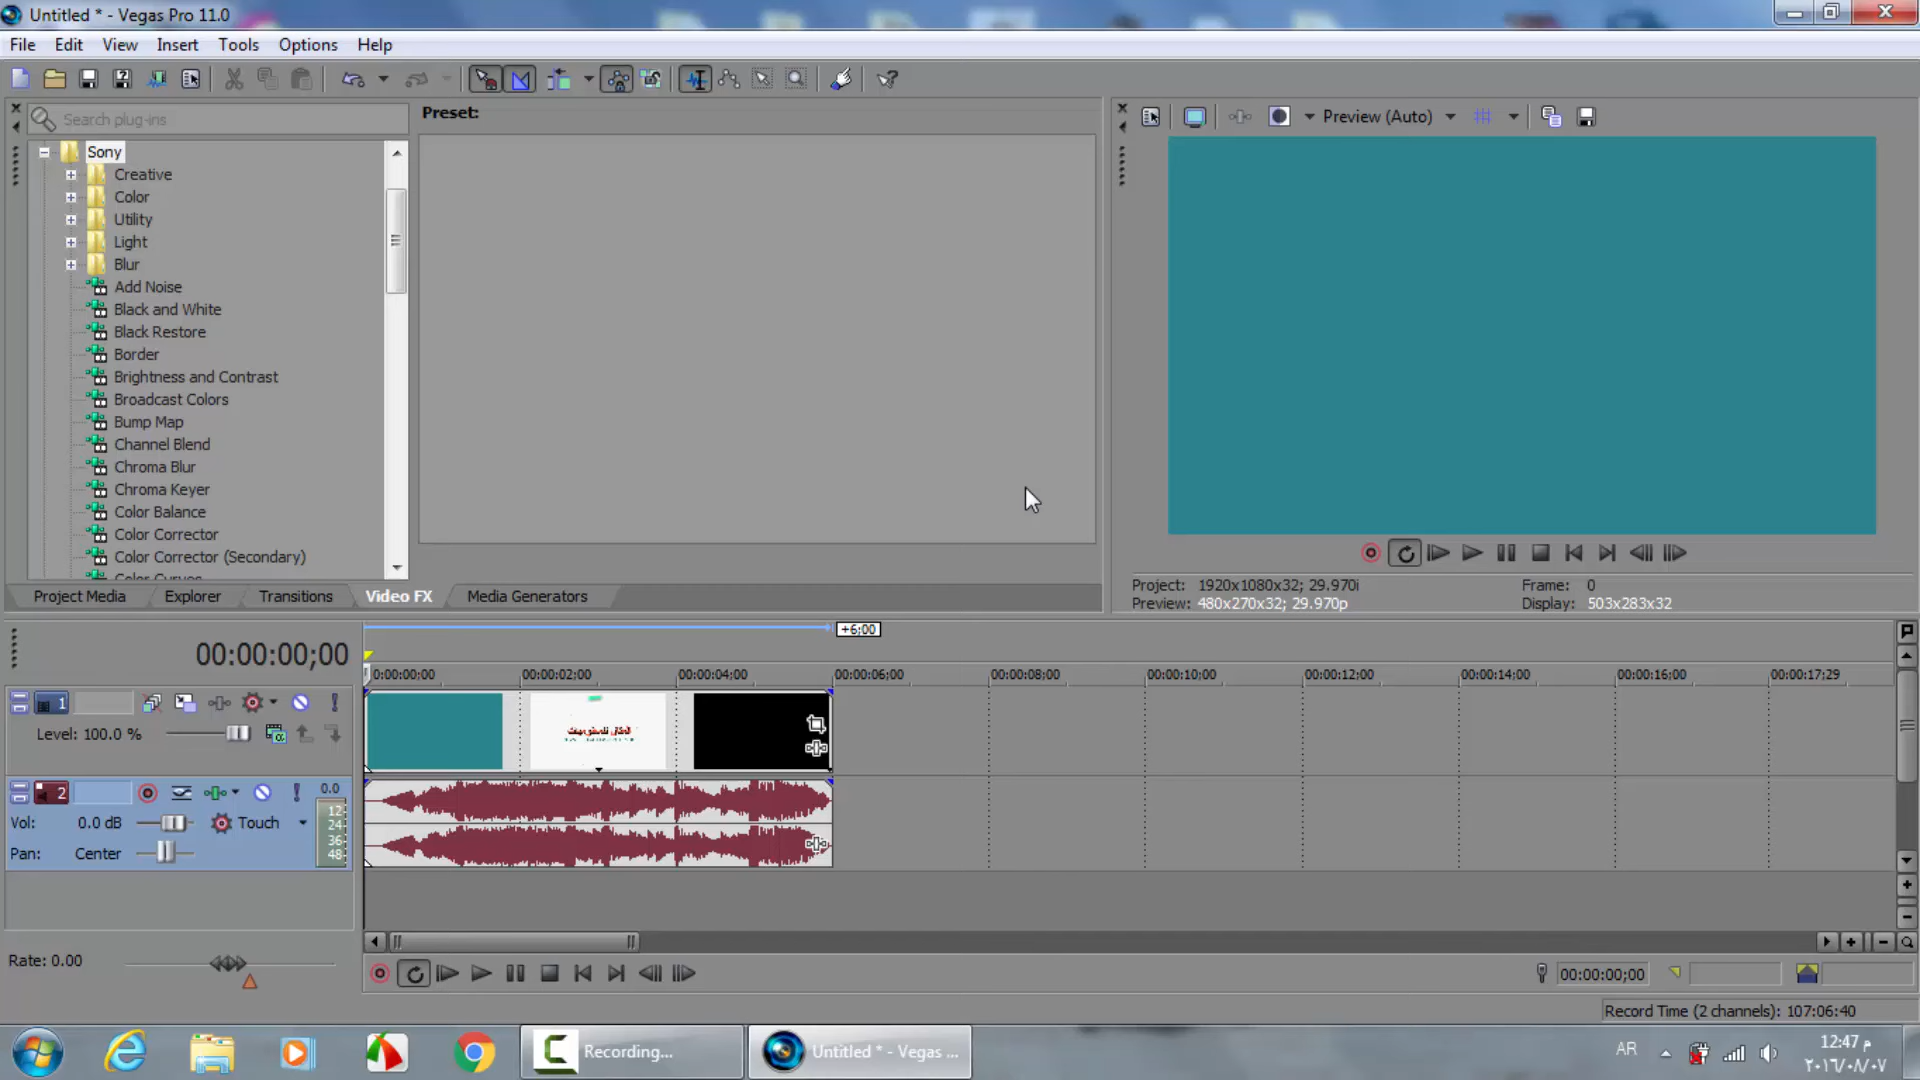 Untitled * - Vegas Pro 11.0
File Edit View Insert Tools Options Help
Search plug-ins
Preset:
Preview (Auto)
Sony
Creative
Color
Utility
Light
Blur
Add Noise
Black and White
Black Restore
Border
Brightness and Contrast
Broadcast Colors
Bump Map
Channel Blend
Chroma Blur
Chroma Keyer
Color Balance
Color Corrector
Color Corrector (Secondary)
Color Curves
Project Media Explorer Transitions Video FX Media Generators
Project: 1920x1080x32; 29.970i Frame: 0
Preview: 480x270x32; 29.970p Display: 503x283x32
+6;00
00:00:00;00
0:00:00;00 00:00:02;00 00:00:04;00 00:00:06;00 00:00:08;00 00:00:10;00 00:00:12;00 00:00:14;00 00:00:16;00 00:00:17;29
1
Level: 100.0 %
2 0.0
Vol: 0.0 dB Touch
Pan: Center
12
24
36
48
Rate: 0.00
00:00:00;00
Record Time (2 channels): 107:06:40
Recording...
Untitled * - Vegas ...
AR
12:47 م
٢٠١٦/٠٨/٠٧